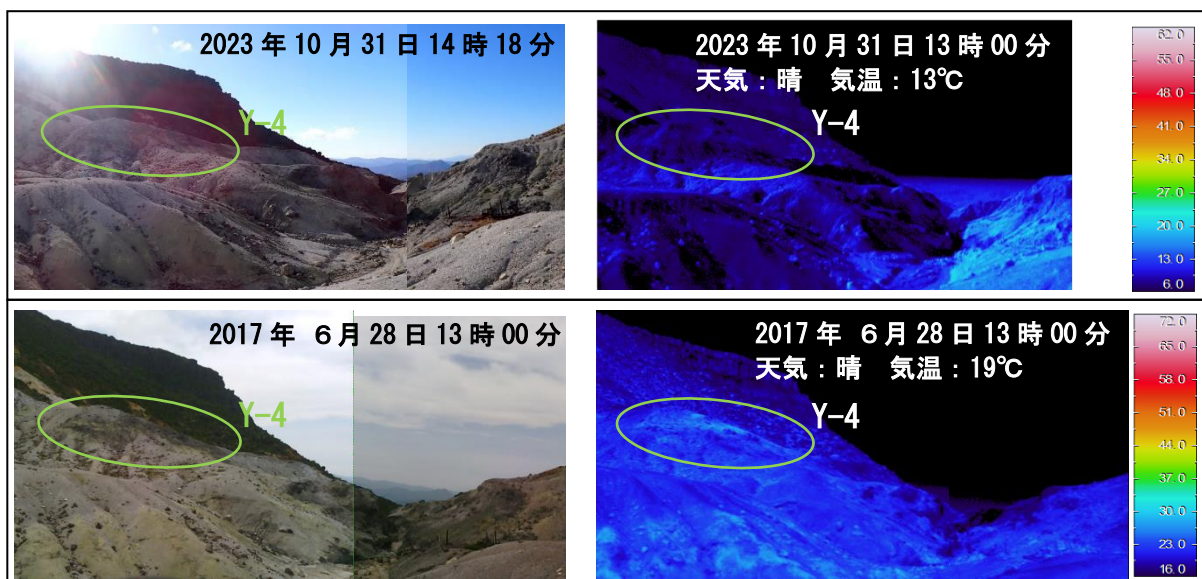 2023年10月31日14時18分
Y-4
2023年10月31日13時00分
天気：晴　気温：13℃
Y-4
62.0
55.0
48.0
41.0
34.0
27.0
20.0
13.0
6.0
2017年 6月28日13時00分
Y-4
2017年 6月28日13時00分
天気：晴　気温：19℃
Y-4
72.0
65.0
58.0
51.0
44.0
37.0
30.0
23.0
16.0